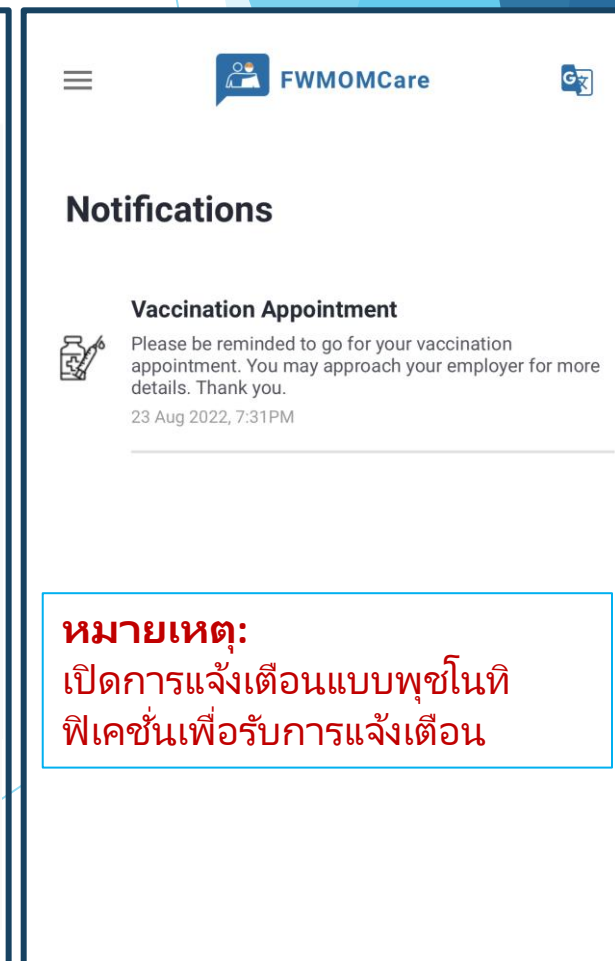 FWMOMCare
Notifications
Vaccination Appointment
Please be reminded to go for your vaccination
appointment. You may approach your employer for more
details. Thank you.
23 Aug 2022, 7:31PM
หมายเหตุ:
เปิดการแจ้งเตือนแบบพุชโนทิ
ฟิเคชั่นเพื่อรับการแจ้งเตือน